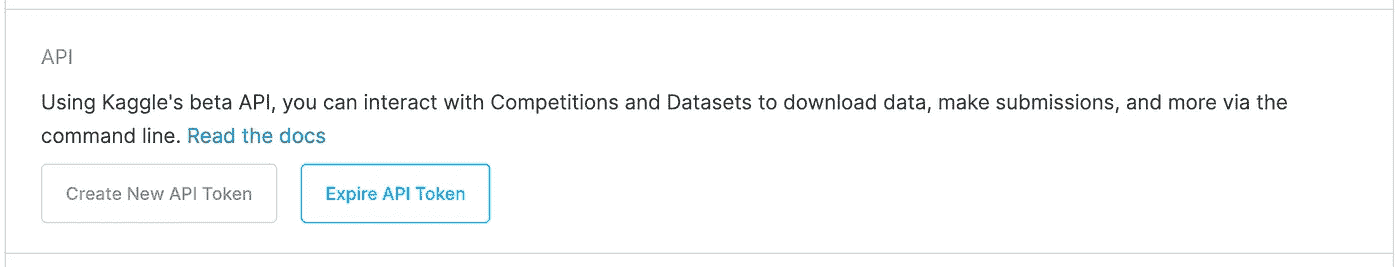 API
Using Kaggle's beta API, you can interact with Competitions and Datasets to download data, make submissions, and more via the
command line. Read the docs
Create New API Token Expire API Token